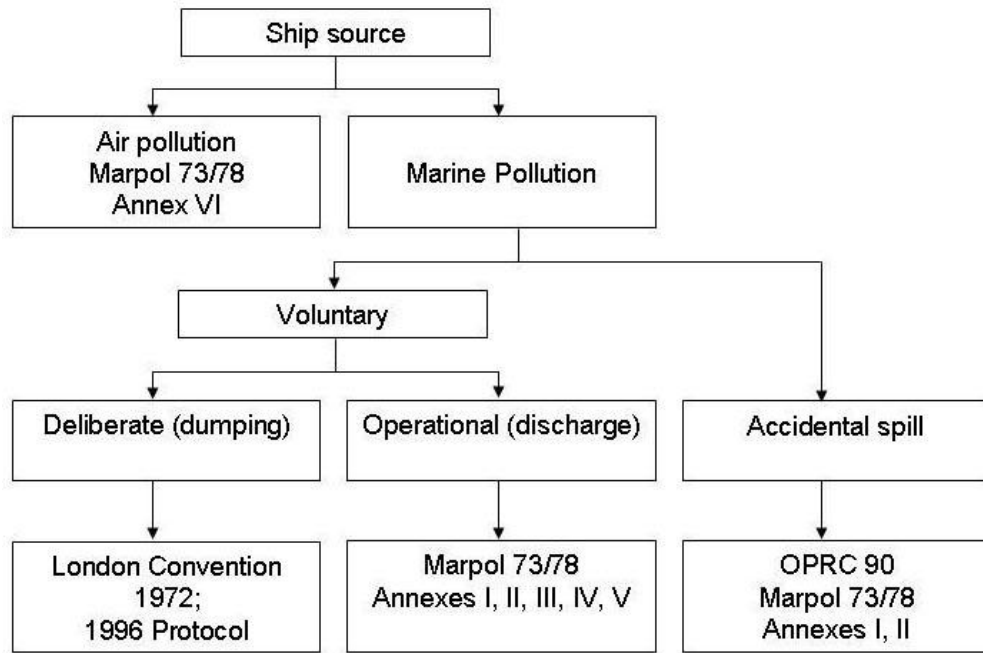 Ship source
Air pollution
Marpol 73/78
Annex VI
Marine Pollution
Voluntary
Deliberate (dumping)
Operational (discharge)
Accidental spill
London Convention
1972;
1996 Protocol
Marpol 73/78
Annexes I, II, III, IV, V
OPRC 90
Marpol 73/78
Annexes I, II